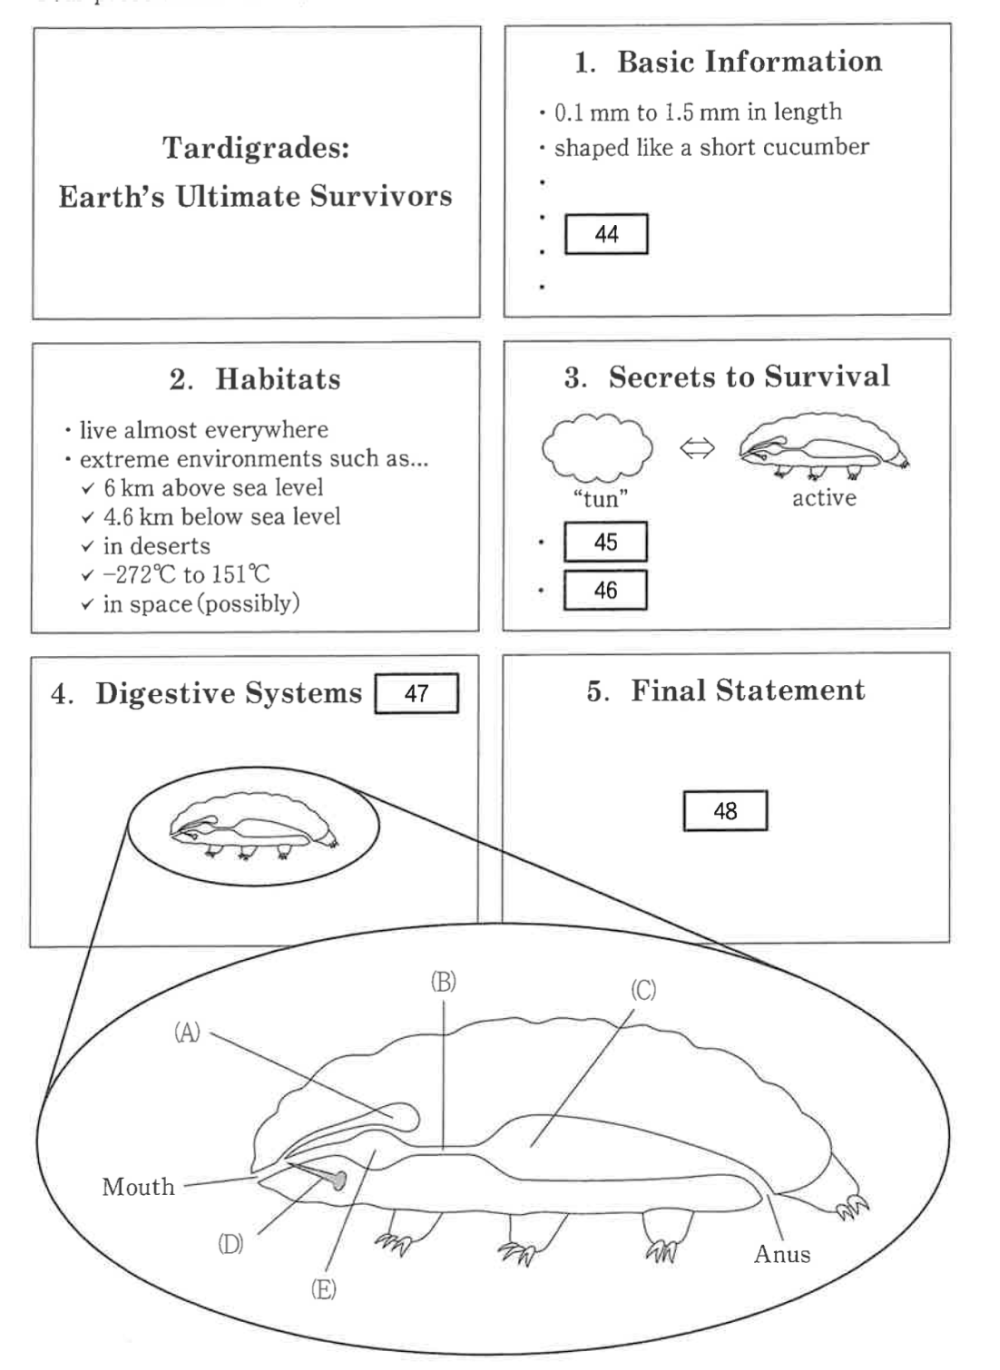 Tardigrades:
Earth's Ultimate Survivors
1. Basic Information
· 0.1 mm to 1.5 mm in length
· shaped like a short cucumber
·
·
44
·
·
2. Habitats
· live almost everywhere
· extreme environments such as...
✓ 6 km above sea level
✓ 4.6 km below sea level
✓ in deserts
✓ −272℃ to 151℃
✓ in space (possibly)
3. Secrets to Survival
"tun"
⇔
active
· 45
· 46
4. Digestive Systems 47
5. Final Statement
48
(A)
(B)
(C)
Mouth
(D)
(E)
Anus